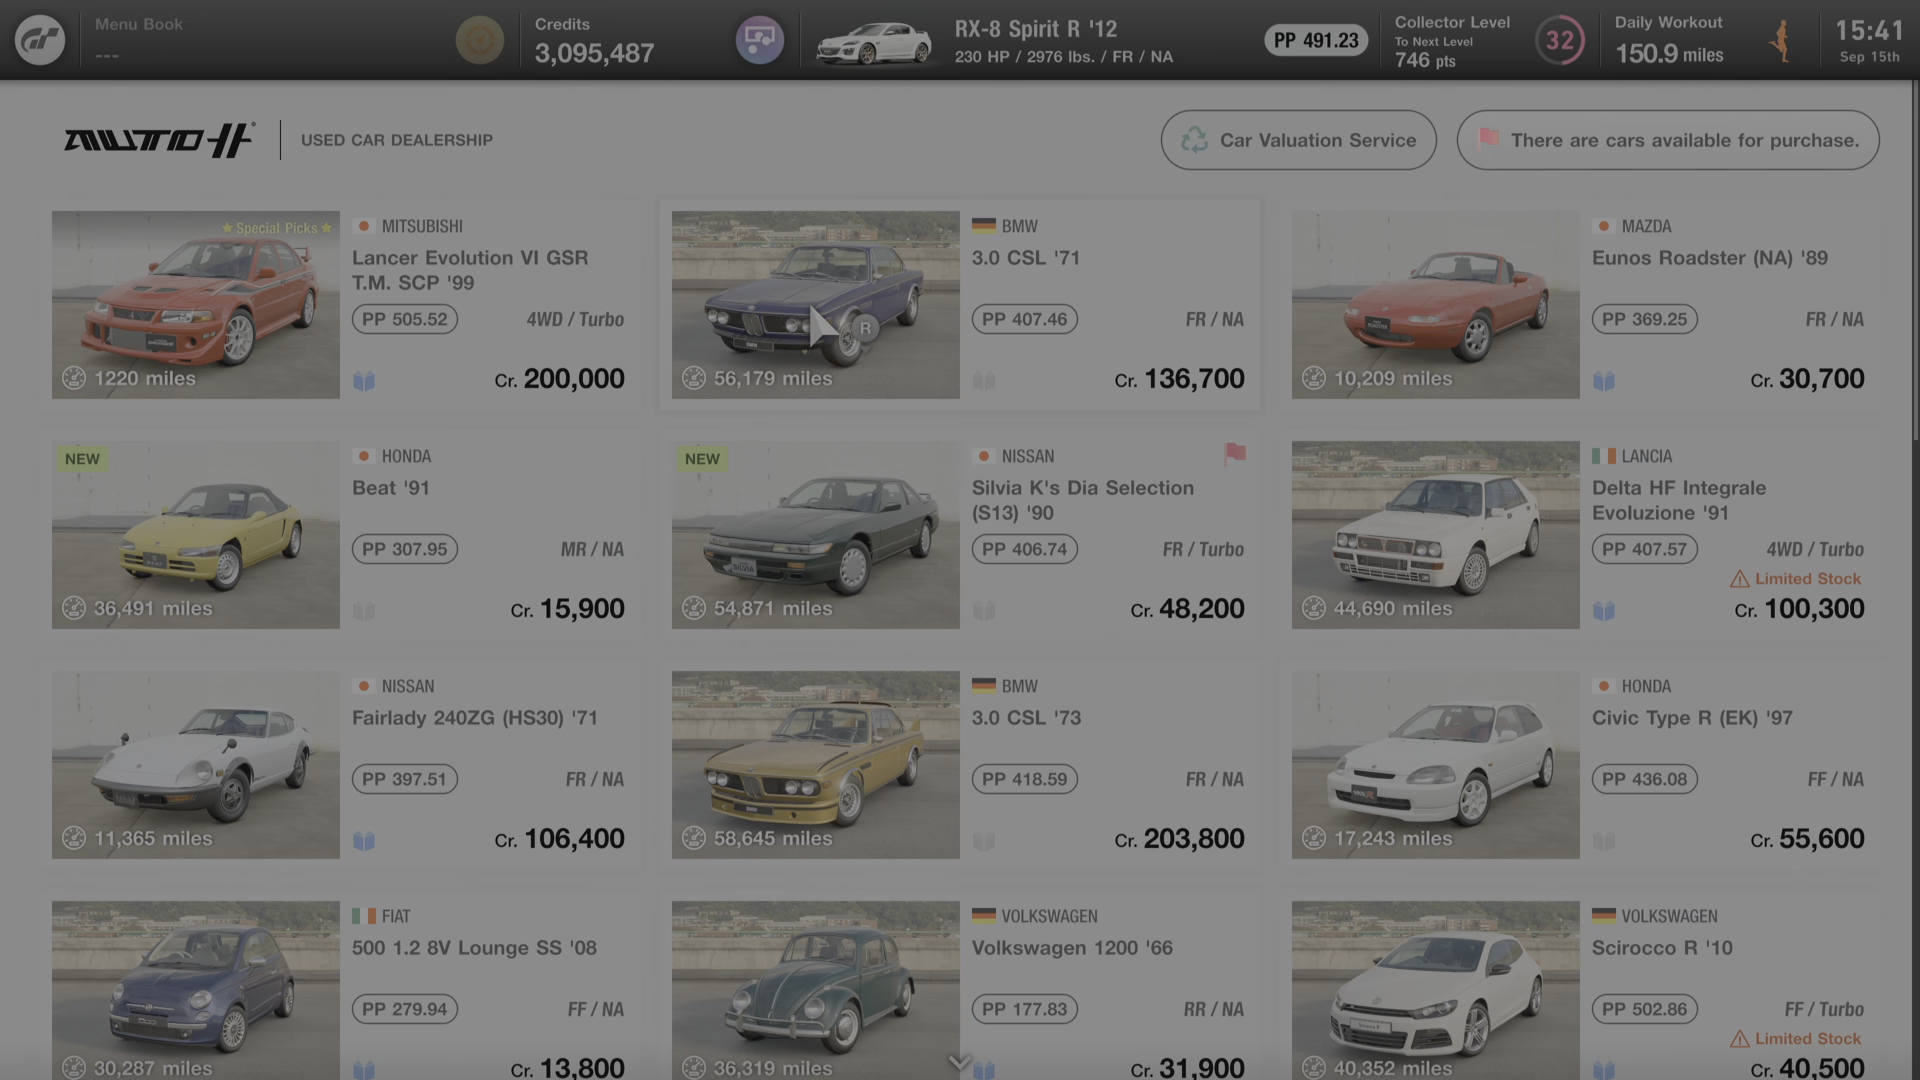 Menu Book
---
Credits
3,095,487
RX-8 Spirit R '12
230 HP / 2976 lbs. / FR / NA
PP 491.23
Collector Level
To Next Level
746 pts
32
Daily Workout
150.9 miles
15:41
Sep 15th
AUTO
USED CAR DEALERSHIP
Car Valuation Service
There are cars available for purchase.
Special Picks
1220 miles
MITSUBISHI
Lancer Evolution VI GSR
T.M. SCP '99
PP 505.52
4WD / Turbo
Cr. 200,000
R
56,179 miles
BMW
3.0 CSL '71
PP 407.46
FR / NA
Cr. 136,700
10,209 miles
MAZDA
Eunos Roadster (NA) '89
PP 369.25
FR / NA
Cr. 30,700
NEW
36,491 miles
HONDA
Beat '91
PP 307.95
MR / NA
Cr. 15,900
NEW
SILVIA
54,871 miles
NISSAN
Silvia K's Dia Selection
(S13) '90
PP 406.74
FR / Turbo
Cr. 48,200
44,690 miles
LANCIA
Delta HF Integrale
Evoluzione '91
PP 407.57
4WD / Turbo
Limited Stock
Cr. 100,300
11,365 miles
NISSAN
Fairlady 240ZG (HS30) '71
PP 397.51
FR / NA
Cr. 106,400
58,645 miles
BMW
3.0 CSL '73
PP 418.59
FR / NA
Cr. 203,800
17,243 miles
HONDA
Civic Type R (EK) '97
PP 436.08
FF / NA
Cr. 55,600
30,287 miles
FIAT
500 1.2 8V Lounge SS '08
PP 279.94
FF / NA
Cr. 13,800
36,319 miles
VOLKSWAGEN
Volkswagen 1200 '66
PP 177.83
RR / NA
Cr. 31,900
40,352 miles
VOLKSWAGEN
Scirocco R '10
PP 502.86
FF / Turbo
Limited Stock
Cr. 40,500